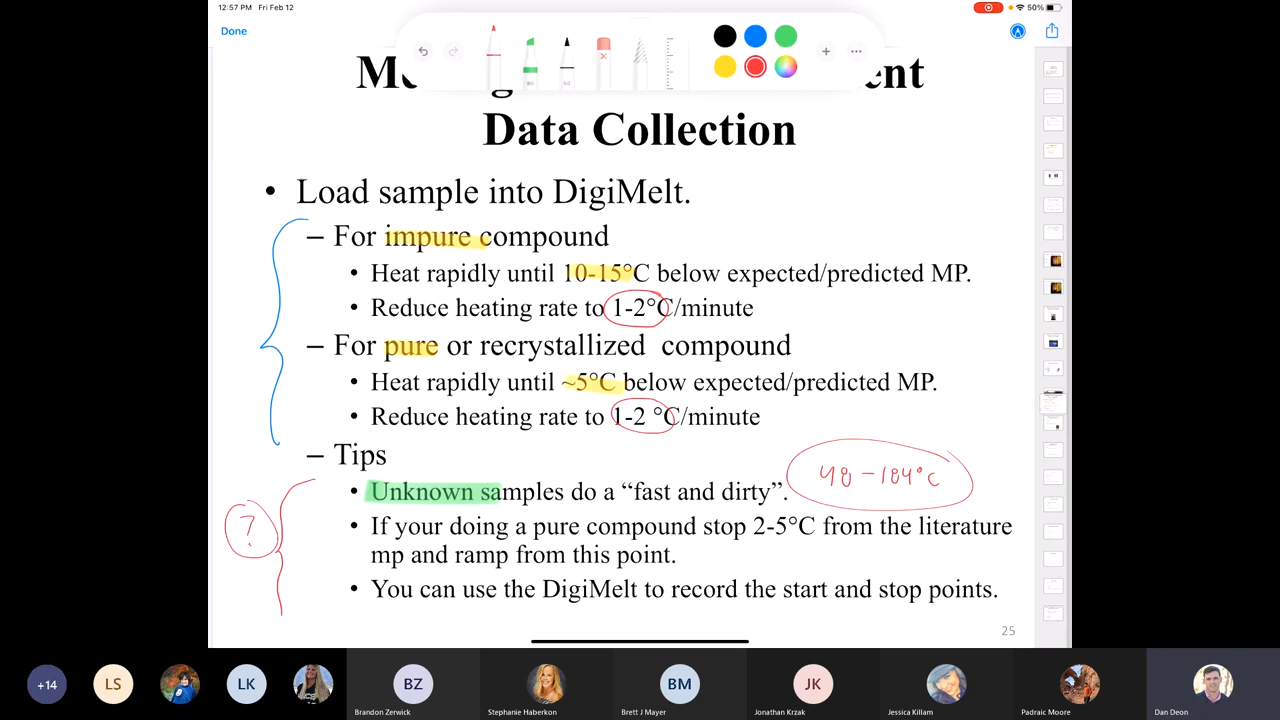 12:57 PM Fri Feb 12
50%
Done
Data Collection
• Load sample into DigiMelt.
– For impure compound
• Heat rapidly until 10-15°C below expected/predicted MP.
• Reduce heating rate to 1-2°C/minute
– For pure or recrystallized compound
• Heat rapidly until ~5°C below expected/predicted MP.
• Reduce heating rate to 1-2 °C/minute
– Tips
48-184°C
• Unknown samples do a “fast and dirty”.
?
• If your doing a pure compound stop 2-5°C from the literature
mp and ramp from this point.
• You can use the DigiMelt to record the start and stop points.
25
+14
LS
LK
BZ
BM
JK
Brandon Zerwick
Stephanie Haberkon
Brett J Mayer
Jonathan Krzak
Jessica Killam
Padraic Moore
Dan Deon